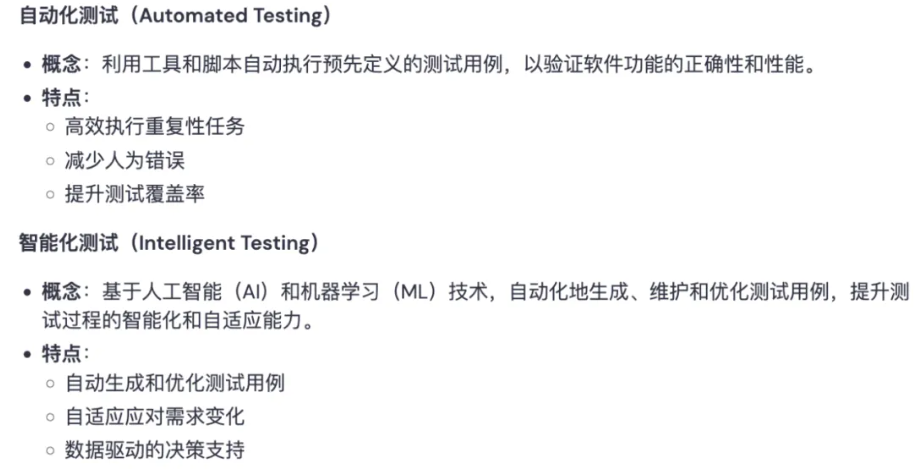 自动化测试（Automated Testing）
• 概念：利用工具和脚本自动执行预先定义的测试用例，以验证软件功能的正确性和性能。
• 特点：
○ 高效执行重复性任务
○ 减少人为错误
○ 提升测试覆盖率
智能化测试（Intelligent Testing）
• 概念：基于人工智能（AI）和机器学习（ML）技术，自动化地生成、维护和优化测试用例，提升测
试过程的智能化和自适应能力。
• 特点：
○ 自动生成和优化测试用例
○ 自适应应对需求变化
○ 数据驱动的决策支持